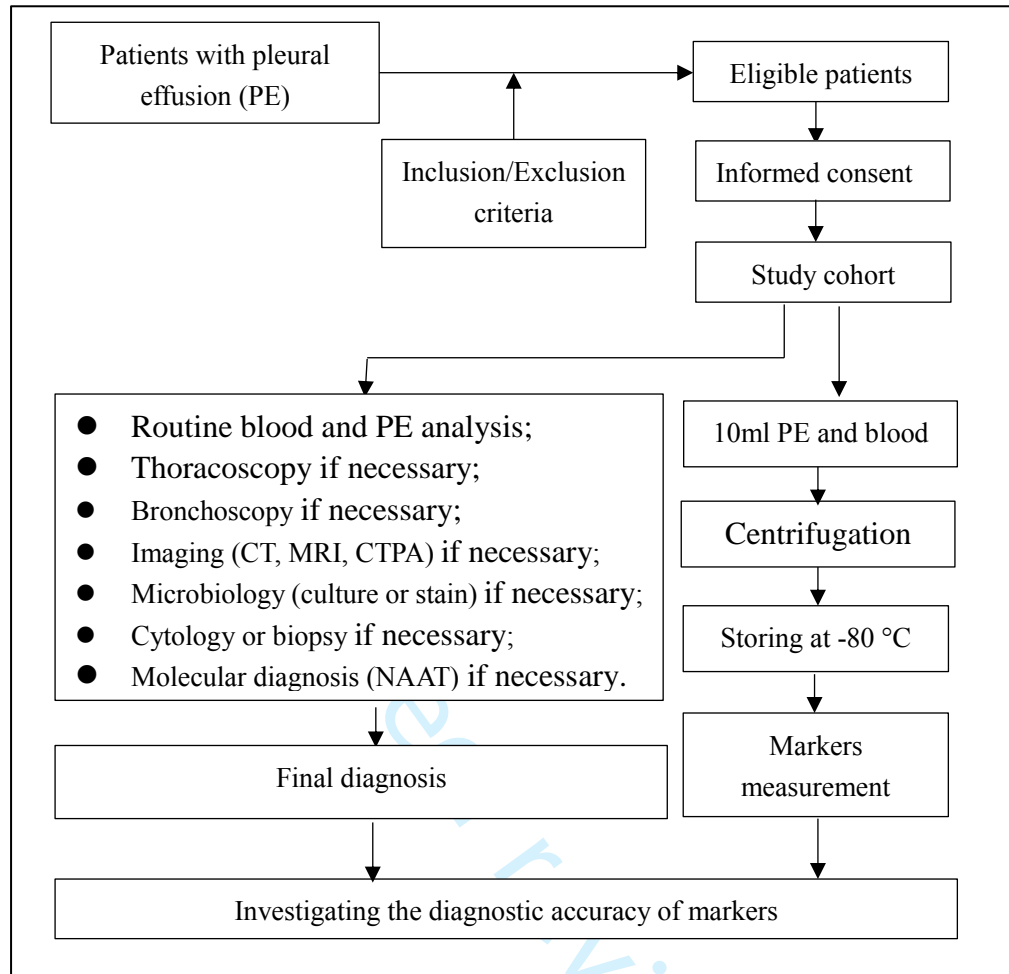 Patients with pleural
effusion (PE)
Eligible patients
Inclusion/Exclusion
criteria
Informed consent
Study cohort
● Routine blood and PE analysis;
● Thoracoscopy if necessary;
● Bronchoscopy if necessary;
● Imaging (CT, MRI, CTPA) if necessary;
● Microbiology (culture or stain) if necessary;
● Cytology or biopsy if necessary;
● Molecular diagnosis (NAAT) if necessary.
10ml PE and blood
Centrifugation
Storing at -80 °C
Markers
measurement
Final diagnosis
Investigating the diagnostic accuracy of markers